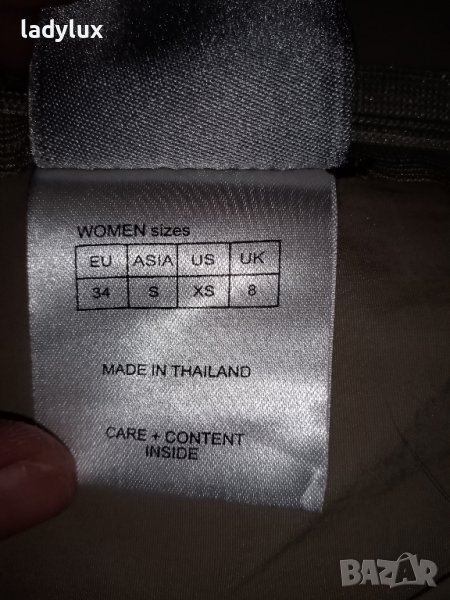 ladylux
WOMEN sizes
EU ASIA US UK
34 S XS 8
MADE IN THAILAND
CARE + CONTENT
INSIDE
BAZAR